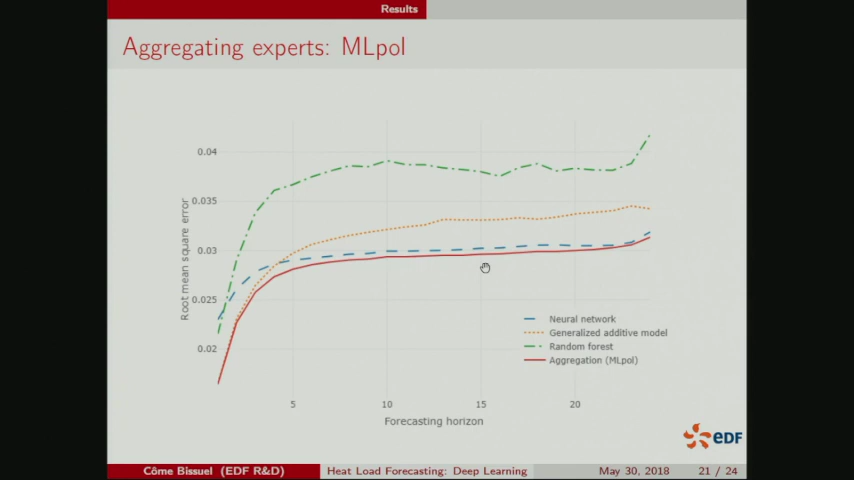 Results
Aggregating experts: MLpol
0.04
0.035
0.03
0.025
0.02
Root mean square error
5
10
15
20
Forecasting horizon
Neural network
Generalized additive model
Random forest
Aggregation (MLpol)
EDF
Côme Bissuel (EDF R&D)
Heat Load Forecasting: Deep Learning
May 30, 2018
21 / 24